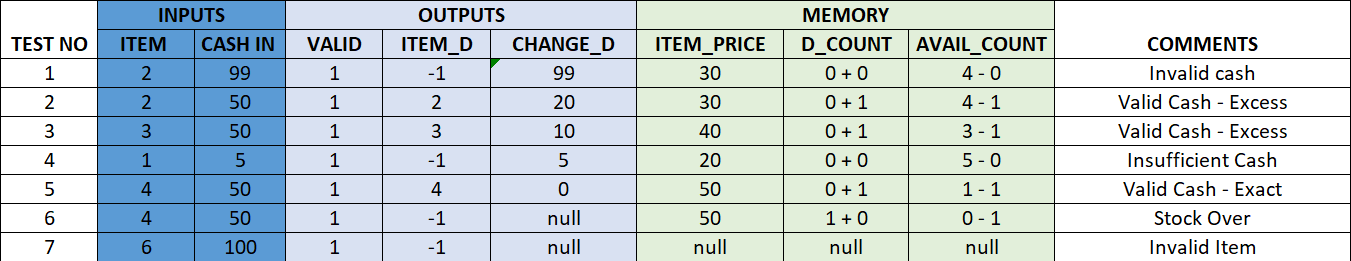 INPUTS OUTPUTS MEMORY
TEST NO ITEM CASH IN VALID ITEM_D CHANGE_D ITEM_PRICE D_COUNT AVAIL_COUNT COMMENTS
1 2 99 1 -1 99 30 0 + 0 4 - 0 Invalid cash
2 2 50 1 2 20 30 0 + 1 4 - 1 Valid Cash - Excess
3 3 50 1 3 10 40 0 + 1 3 - 1 Valid Cash - Excess
4 1 5 1 -1 5 20 0 + 0 5 - 0 Insufficient Cash
5 4 50 1 4 0 50 0 + 1 1 - 1 Valid Cash - Exact
6 4 50 1 -1 null 50 1 + 0 0 - 1 Stock Over
7 6 100 1 -1 null null null null Invalid Item